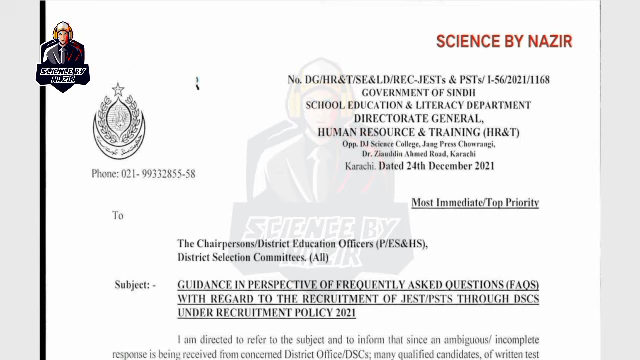 SCIENCE BY NAZIR
SCIENCE BY
NAZIR
No. DG/HR&T/SE&LD/REC-JESTs & PSTs/ I-56/2021/1168
GOVERNMENT OF SINDH
SCHOOL EDUCATION & LITERACY DEPARTMENT
DIRECTORATE GENERAL,
HUMAN RESOURCE & TRAINING (HR&T)
Opp. DJ Science College, Jang Press Chowrangi,
Dr. Ziauddin Ahmed Road, Karachi
Karachi. Dated 24th December 2021
Phone: 021- 99332855-58
Most Immediate/Top Priority
To
SCIENCE BY
NAZIR
The Chairpersons/District Education Officers (P/ES&HS),
District Selection Committees. (All)
Subject: - GUIDANCE IN PERSPECTIVE OF FREQUENTLY ASKED QUESTIONS (FAQS)
WITH REGARD TO THE RECRUITMENT OF JEST/PSTS THROUGH DSCS
UNDER RECRUITMENT POLICY 2021
I am directed to refer to the subject and to inform that since an ambiguous/ incomplete
response is being received from concerned District Office/DSCs; many qualified candidates, of written test